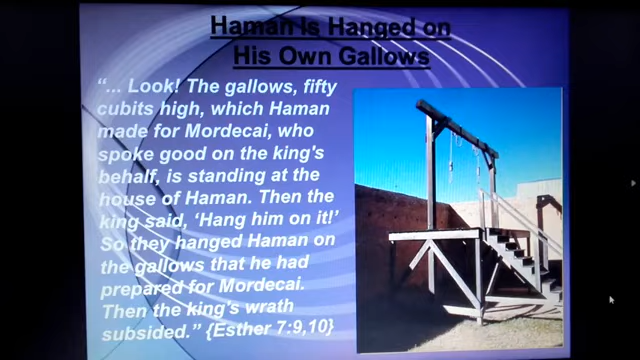 Haman Is Hanged on
His Own Gallows
“... Look! The gallows, fifty
cubits high, which Haman
made for Mordecai, who
spoke good on the king's
behalf, is standing at the
house of Haman. Then the
king said, ‘Hang him on it!’
So they hanged Haman on
the gallows that he had
prepared for Mordecai.
Then the king's wrath
subsided.” {Esther 7:9,10}